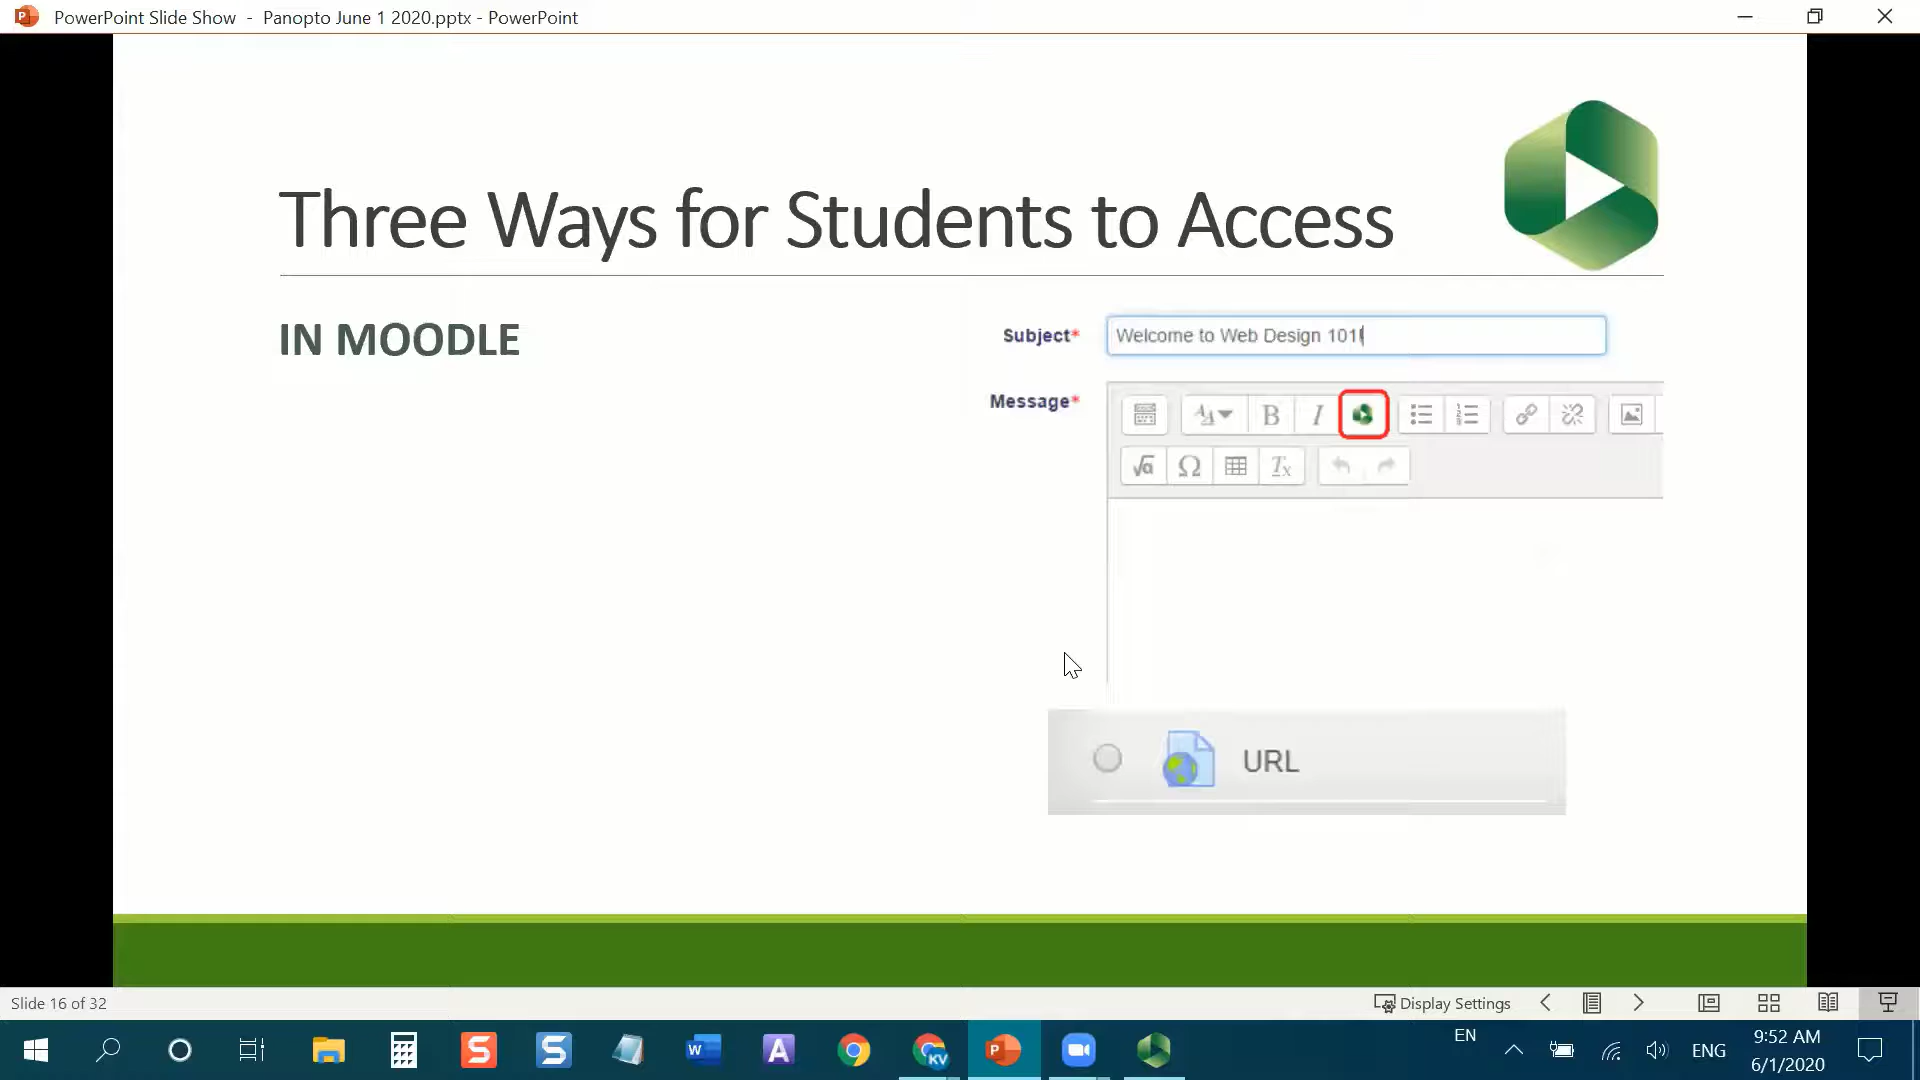 PowerPoint Slide Show - Panopto June 1 2020.pptx - PowerPoint
Three Ways for Students to Access
IN MOODLE
Subject*
Welcome to Web Design 101!
Message*
URL
Slide 16 of 32
Display Settings
EN
ENG
9:52 AM
6/1/2020